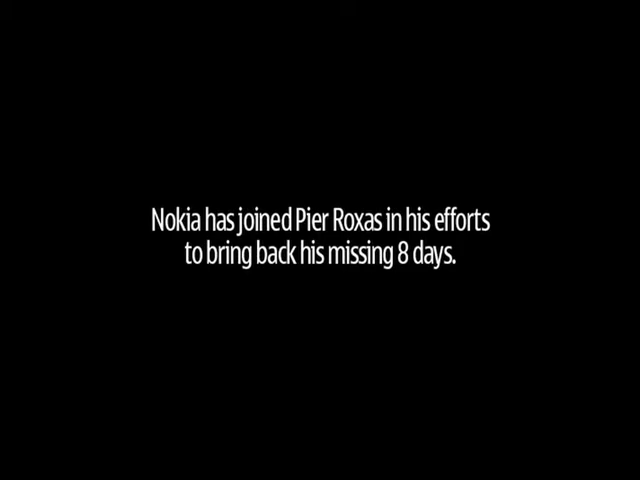 Nokia has joined Pier Roxas in his efforts
to bring back his missing 8 days.